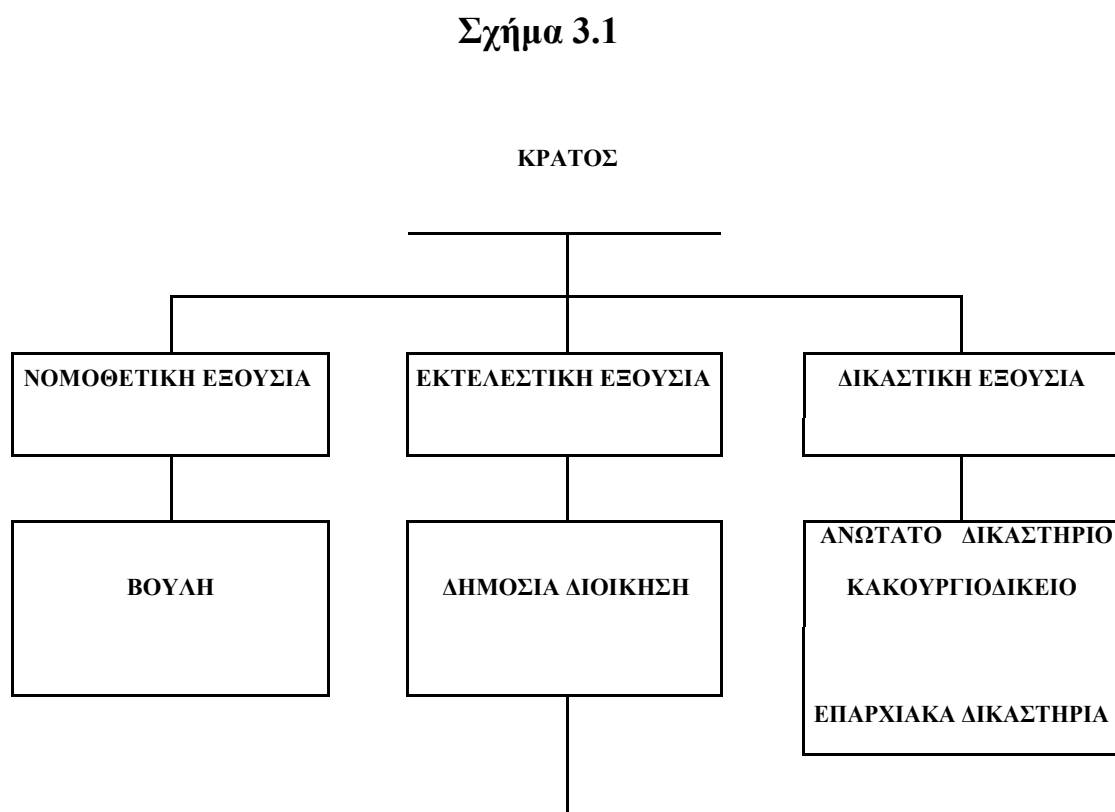 Σχήμα 3.1
ΚΡΑΤΟΣ
ΝΟΜΟΘΕΤΙΚΗ ΕΞΟΥΣΙΑ
ΕΚΤΕΛΕΣΤΙΚΗ ΕΞΟΥΣΙΑ
ΔΙΚΑΣΤΙΚΗ ΕΞΟΥΣΙΑ
ΒΟΥΛΗ
ΔΗΜΟΣΙΑ ΔΙΟΙΚΗΣΗ
ΑΝΩΤΑΤΟ ΔΙΚΑΣΤΗΡΙΟ
ΚΑΚΟΥΡΓΙΟΔΙΚΕΙΟ
ΕΠΑΡΧΙΑΚΑ ΔΙΚΑΣΤΗΡΙΑ